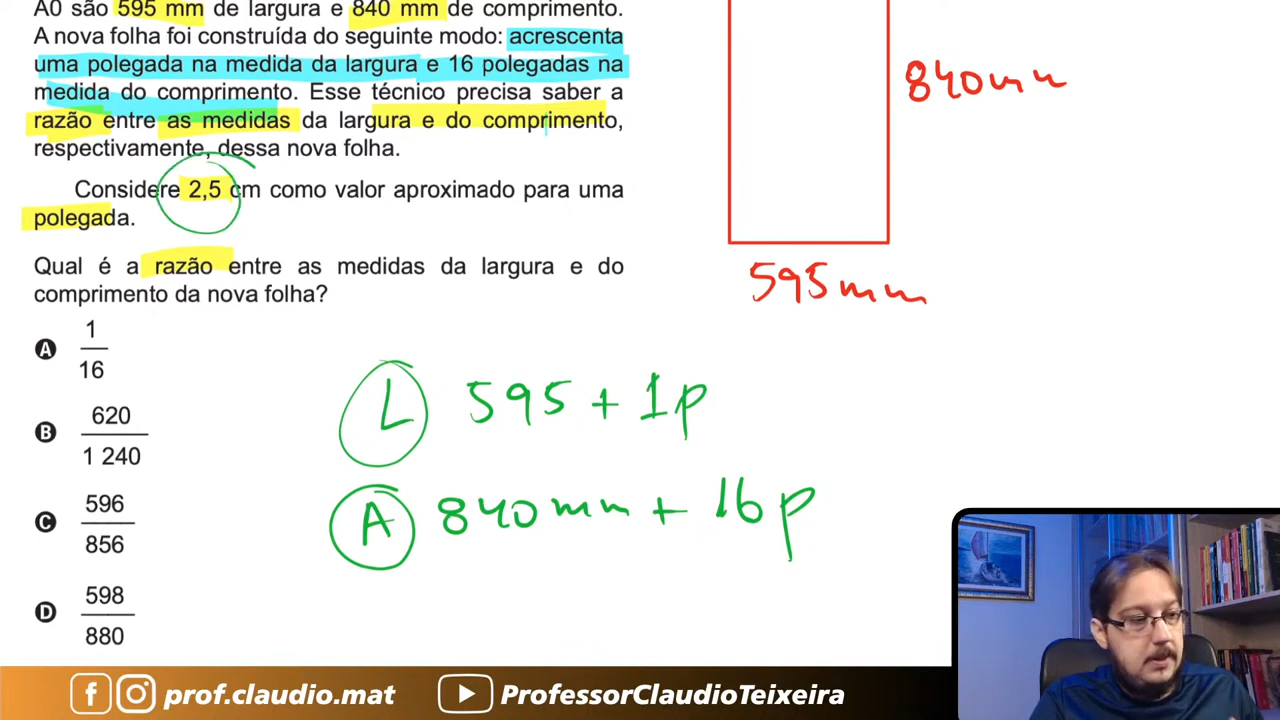 A0 são 595 mm de largura e 840 mm de comprimento.
A nova folha foi construída do seguinte modo: acrescenta
uma polegada na medida da largura e 16 polegadas na
medida do comprimento. Esse técnico precisa saber a
razão entre as medidas da largura e do comprimento,
respectivamente, dessa nova folha.
Considere 2,5 cm como valor aproximado para uma
polegada.
Qual é a razão entre as medidas da largura e do
comprimento da nova folha?
A 1
16
B 620
1 240
C 596
856
D 598
880
840mm
595mm
L 595 + 1p
A 840mm + 16p
prof.claudio.mat
ProfessorClaudioTeixeira